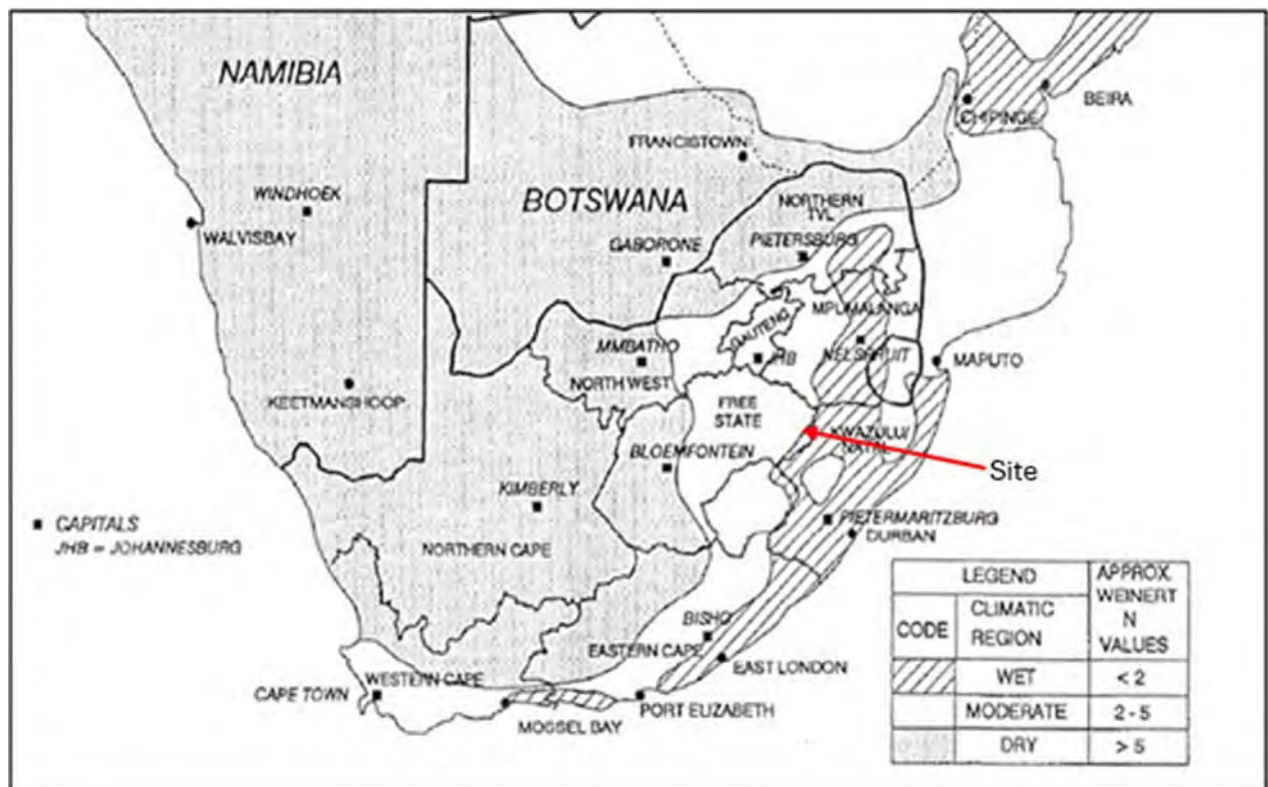 NAMIBIA
BEIRA
CHIPINGE
FRANCISTOWN
WINDHOEK
BOTSWANA
NORTHERN
TVL
WALVISBAY
GABORONE
PIETERSBURG
MPUMALANGA
GAUTENG
MMBATHO
JHB
NELSPRUIT
MAPUTO
NORTH WEST
KEETMANSHOOP
FREE
STATE
KWAZULU/
NATAL
BLOEMFONTEIN
Site
KIMBERLY
CAPITALS
JHB = JOHANNESBURG
PIETERMARITZBURG
DURBAN
NORTHERN CAPE
BISHO
EASTERN CAPE
EAST LONDON
WESTERN CAPE
CAPE TOWN
PORT ELIZABETH
MOSSEL BAY
LEGEND
APPROX.
WEINERT
N
VALUES
CODE
CLIMATIC
REGION
WET
< 2
MODERATE
2 - 5
DRY
> 5